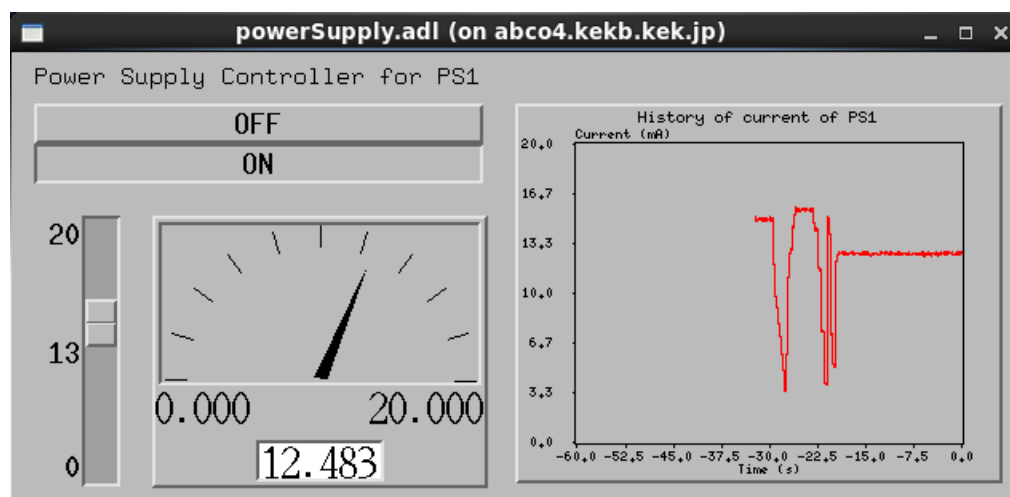 powerSupply.adl (on abco4.kekb.kek.jp)
Power Supply Controller for PS1
OFF
ON
20
13
0
0.000 20.000
12.483
History of current of PS1
Current (mA)
20.0
16.7
13.3
10.0
6.7
3.3
0.0
-60.0 -52.5 -45.0 -37.5 -30.0 -22.5 -15.0 -7.5 0.0
Time (s)